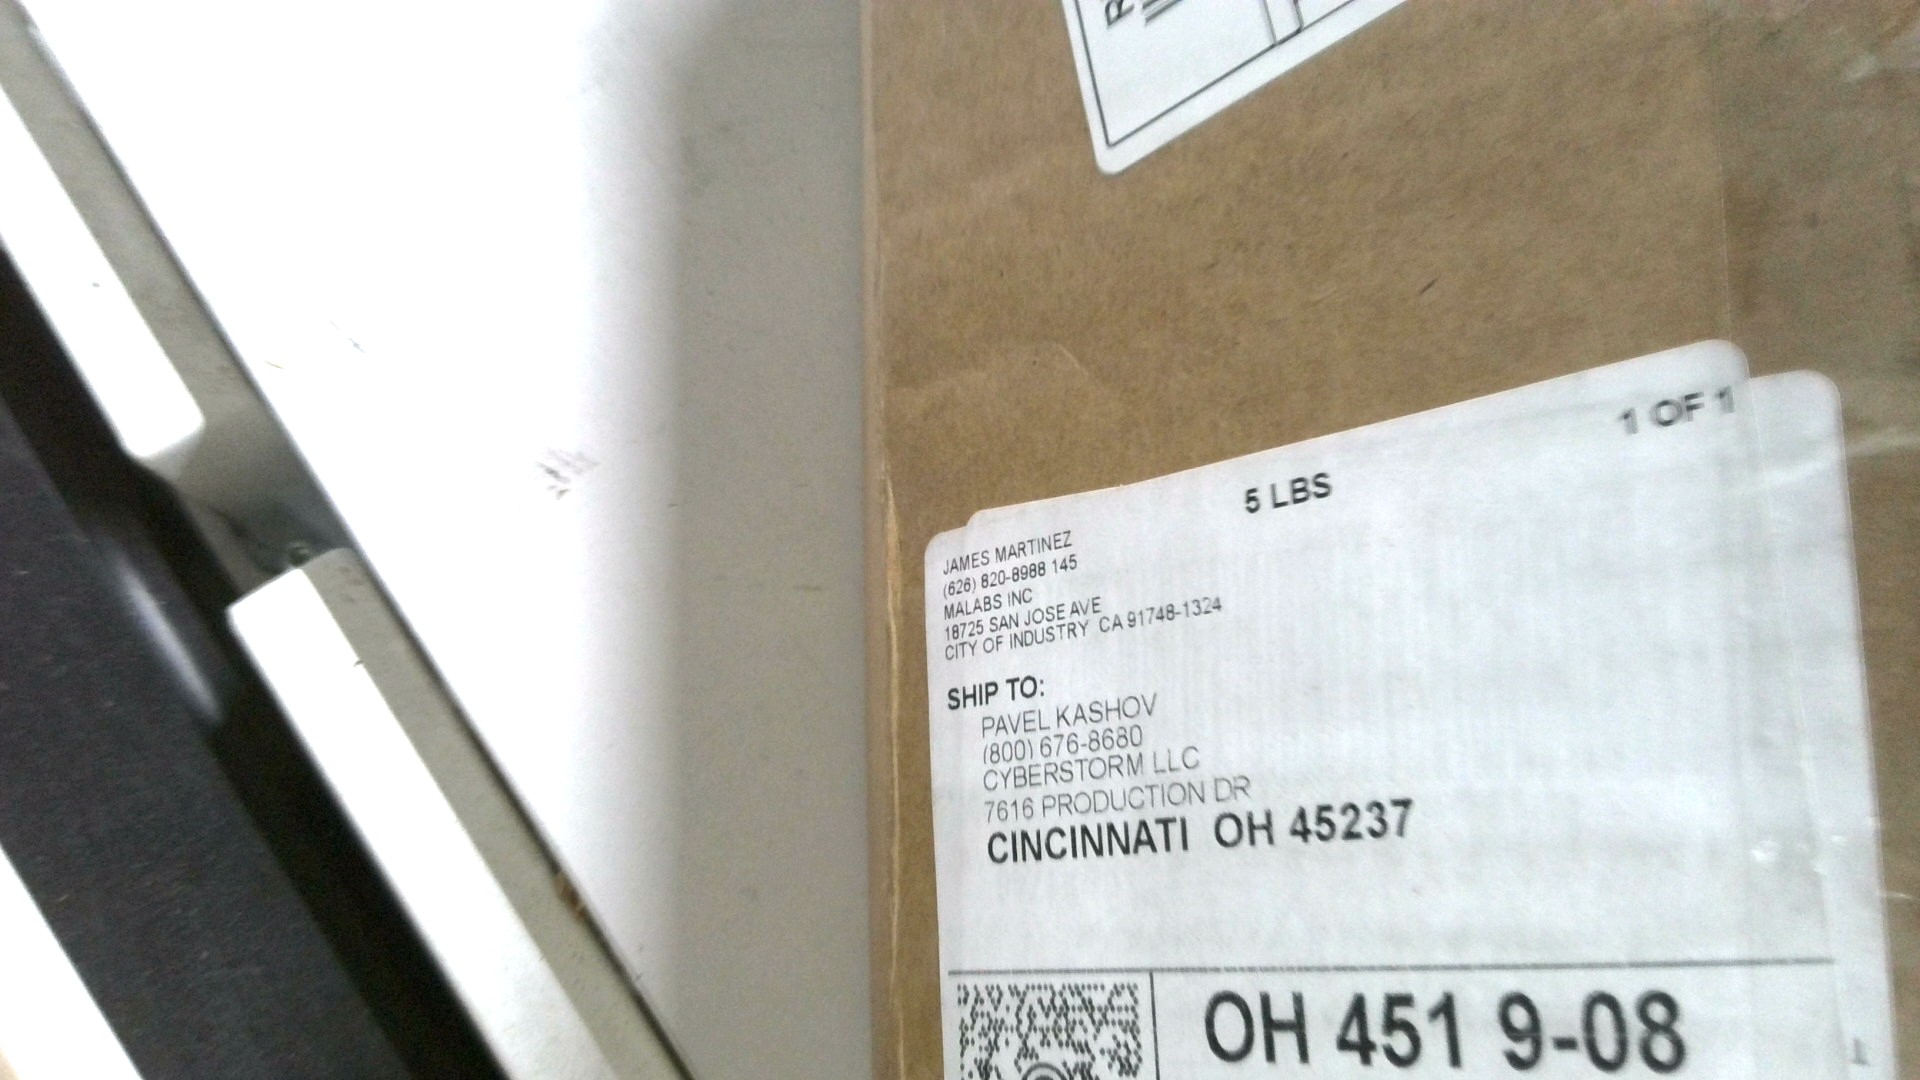 R
1 OF 1
5 LBS
JAMES MARTINEZ
(626) 820-8988 145
MALABS INC
18725 SAN JOSE AVE
CITY OF INDUSTRY CA 91748-1324
SHIP TO:
PAVEL KASHOV
(800) 676-8680
CYBERSTORM LLC
7616 PRODUCTION DR
CINCINNATI OH 45237
OH 451 9-08